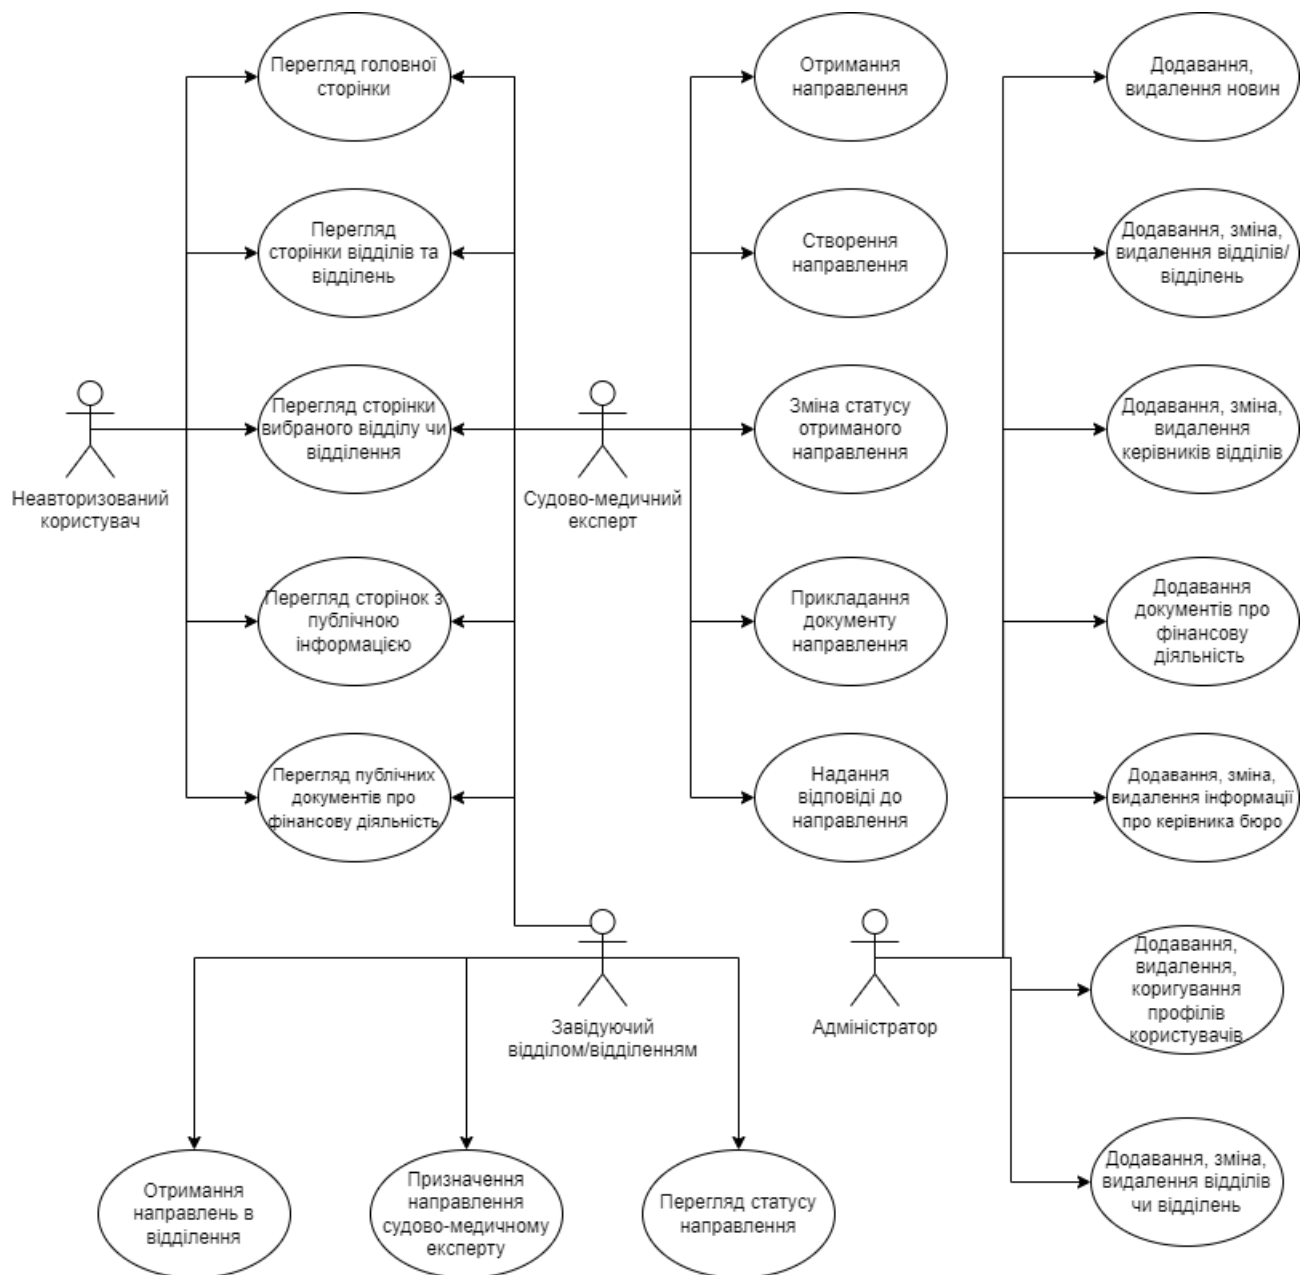 Перегляд головної
сторінки
Отримання
направлення
Додавання,
видалення новин
Перегляд
сторінки відділів та
відділень
Створення
направлення
Додавання, зміна,
видалення відділів/
відділень
Неавторизований
користувач
Перегляд сторінки
вибраного відділу чи
відділення
Судово-медичний
експерт
Зміна статусу
отриманого
направлення
Додавання, зміна,
видалення
керівників відділів
Перегляд сторінок з
публічною
інформацією
Прикладання
документу
направлення
Додавання
документів про
фінансову
діяльність
Перегляд публічних
документів про
фінансову діяльність
Надання
відповіді до
направлення
Додавання, зміна,
видалення інформації
про керівника бюро
Завідуючий
відділом/відділенням
Адміністратор
Додавання,
видалення,
коригування
профілів
користувачів
Отримання
направлень в
відділення
Призначення
направлення
судово-медичному
експерту
Перегляд статусу
направлення
Додавання, зміна,
видалення відділів
чи відділень